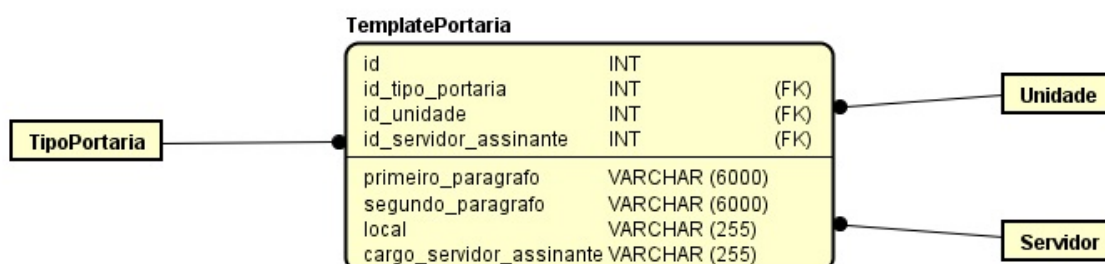 TemplatePortaria
id INT
id_tipo_portaria INT (FK)
id_unidade INT (FK)
id_servidor_assinante INT (FK)
primeiro_paragrafo VARCHAR (6000)
segundo_paragrafo VARCHAR (6000)
local VARCHAR (255)
cargo_servidor_assinante VARCHAR (255)
TipoPortaria
Unidade
Servidor